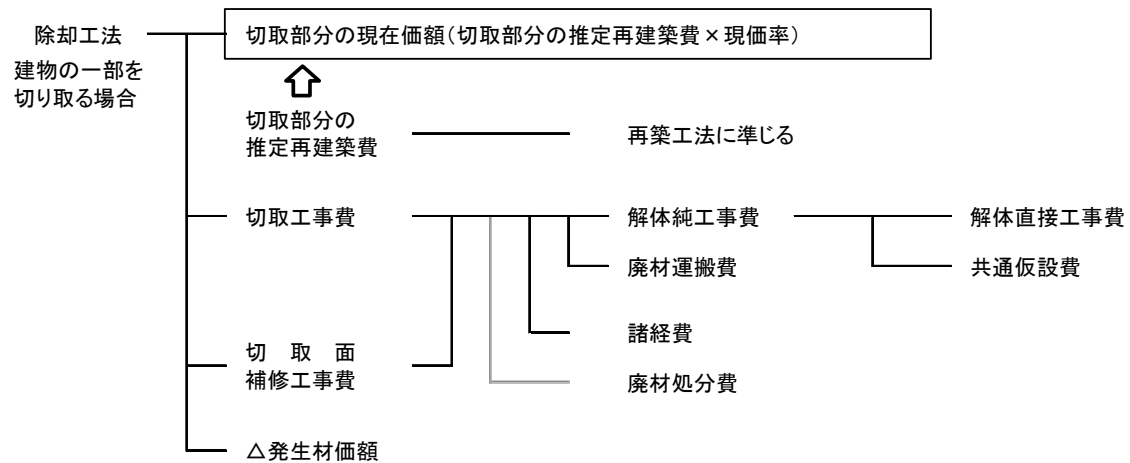 除却工法
建物の一部を
切り取る場合
切取部分の現在価額(切取部分の推定再建築費×現価率)
切取部分の
推定再建築費
再築工法に準じる
切取工事費
解体純工事費
解体直接工事費
廃材運搬費
共通仮設費
諸経費
切 取 面
補修工事費
廃材処分費
△発生材価額